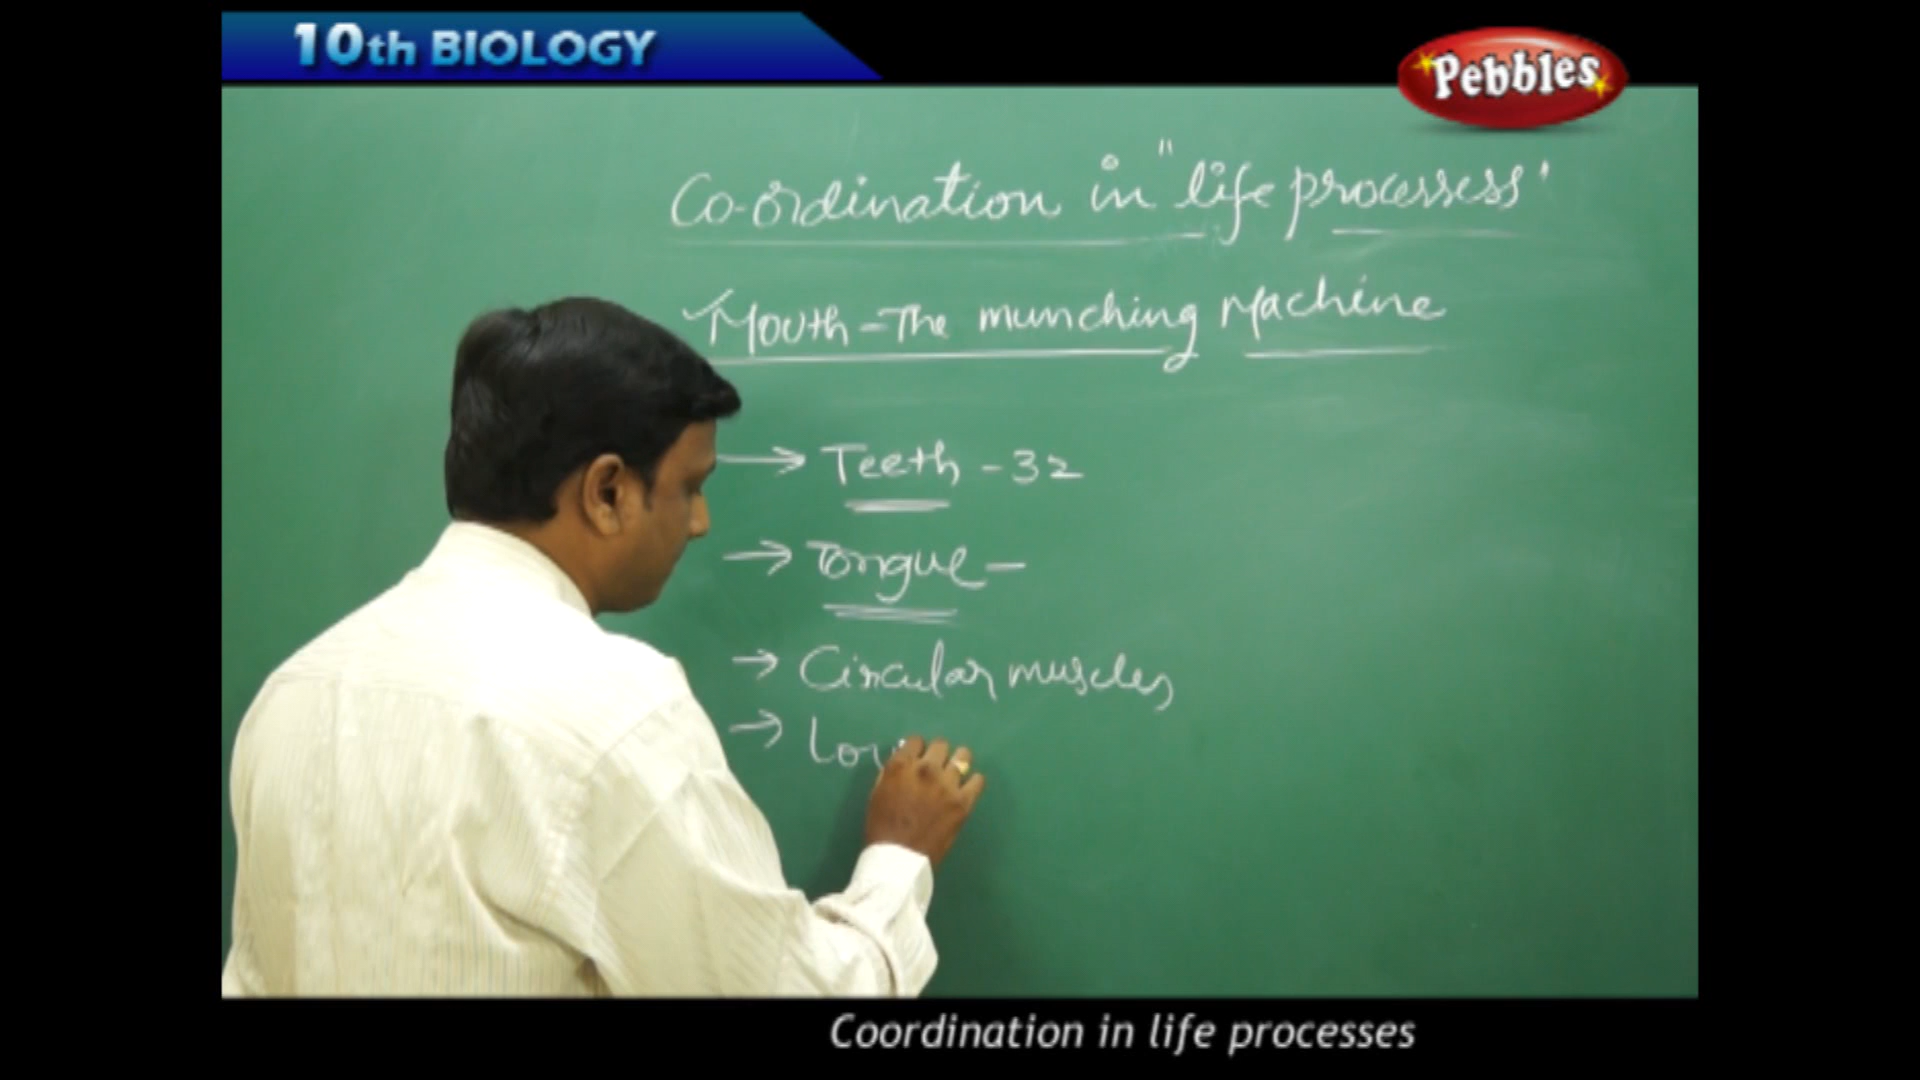 10th BIOLOGY
Pebbles
Co-ordination in "life processess'
Mouth - The munching Machine
→ Teeth - 32
→ Tongue -
→ Circular muscles
→
Coordination in life processes